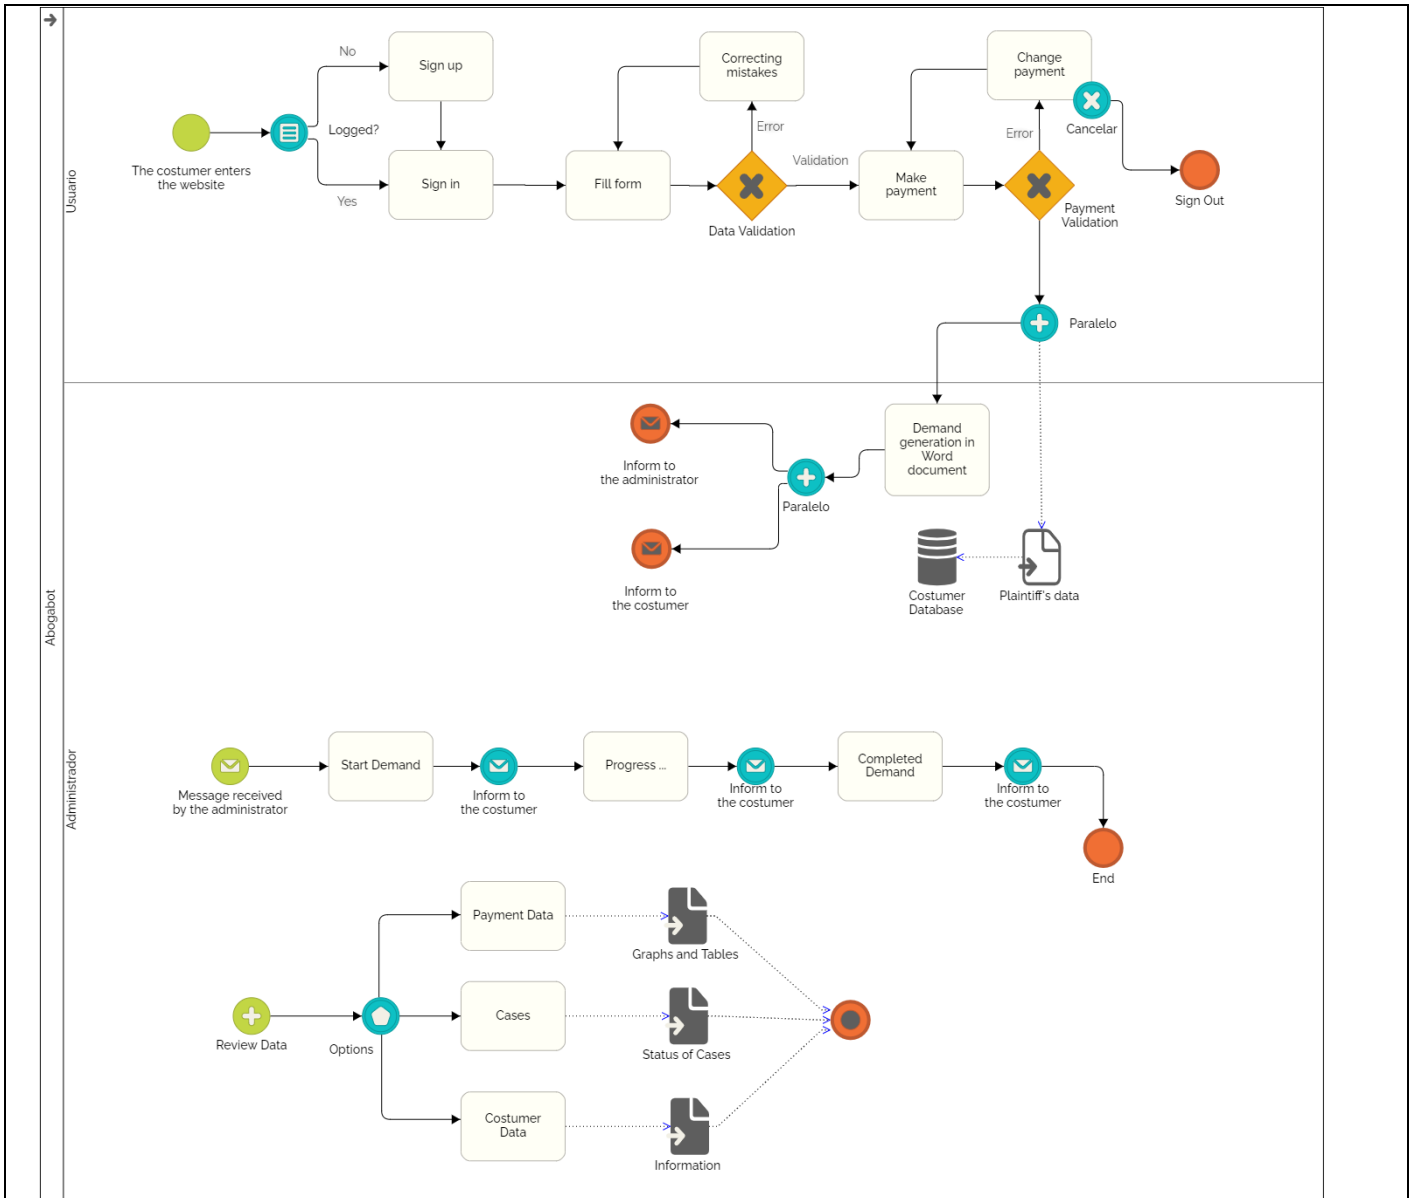 Abogabot
Usuario
The costumer enters
the website
Logged?
No
Yes
Sign up
Sign in
Fill form
Correcting
mistakes
Error
Data Validation
Validation
Make
payment
Change
payment
Error
Cancelar
Payment
Validation
Sign Out
Paralelo
Administrador
Demand
generation in
Word
document
Paralelo
Inform to
the administrator
Inform to
the costumer
Costumer
Database
Plaintiff's data
Message received
by the administrator
Start Demand
Inform to
the costumer
Progress ...
Inform to
the costumer
Completed
Demand
Inform to
the costumer
End
Review Data
Options
Payment Data
Graphs and Tables
Cases
Status of Cases
Costumer
Data
Information